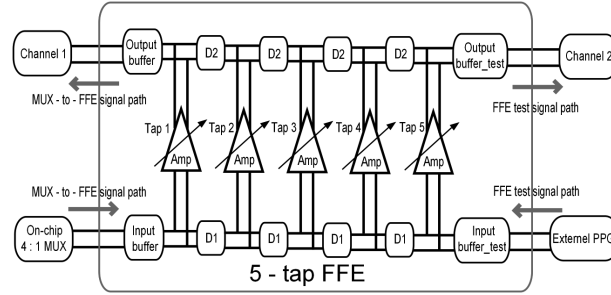 Channel 1
Output
buffer
D2
D2
D2
D2
Output
buffer_test
Channel 2
MUX - to - FFE signal path
FFE test signal path
Tap 1
Tap 2
Tap 3
Tap 4
Tap 5
Amp
Amp
Amp
Amp
Amp
MUX - to - FFE signal path
FFE test signal path
On-chip
4 : 1 MUX
Input
buffer
D1
D1
D1
D1
Input
buffer_test
Externel PPG
5 - tap FFE